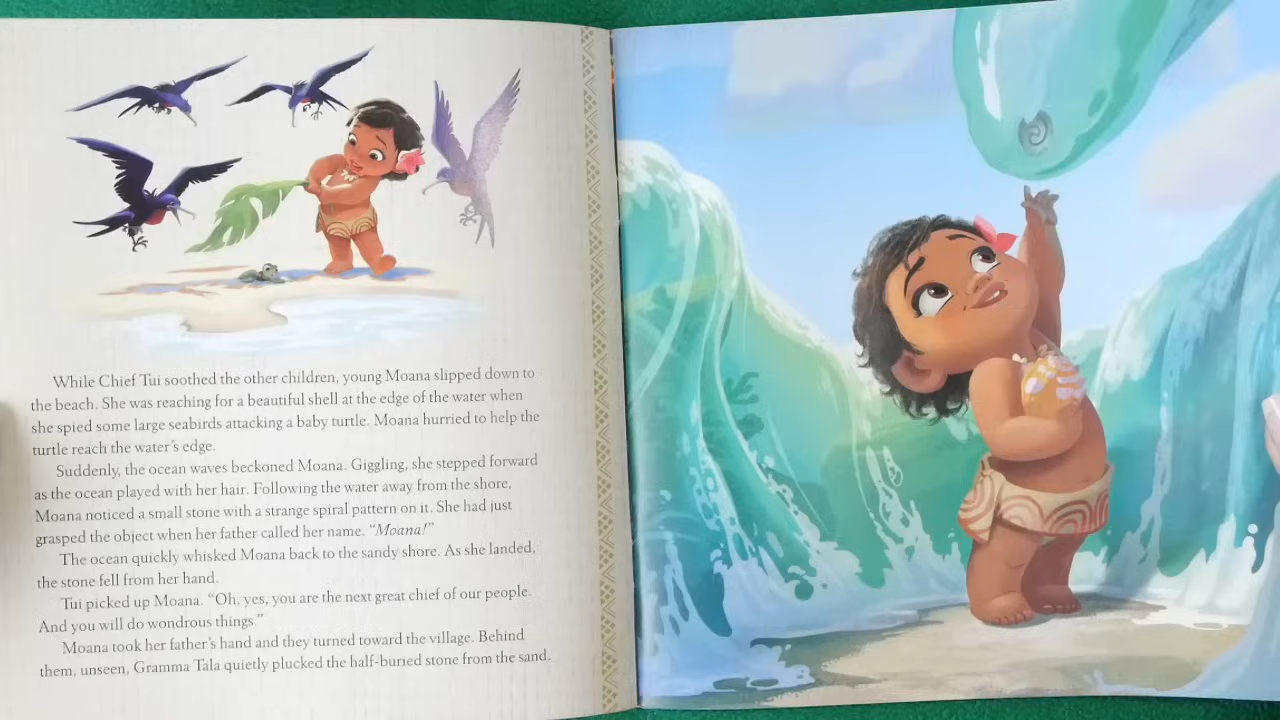 While Chief Tui soothed the other children, young Moana slipped down to
the beach. She was reaching for a beautiful shell at the edge of the water when
she spied some large seabirds attacking a baby turtle. Moana hurried to help the
turtle reach the water's edge.
Suddenly, the ocean waves beckoned Moana. Giggling, she stepped forward
as the ocean played with her hair. Following the water away from the shore,
Moana noticed a small stone with a strange spiral pattern on it. She had just
grasped the object when her father called her name. “Moana!”
The ocean quickly whisked Moana back to the sandy shore. As she landed,
the stone fell from her hand.
Tui picked up Moana. “Oh, yes, you are the next great chief of our people.
And you will do wondrous things.”
Moana took her father's hand and they turned toward the village. Behind
them, unseen, Gramma Tala quietly plucked the half-buried stone from the sand.